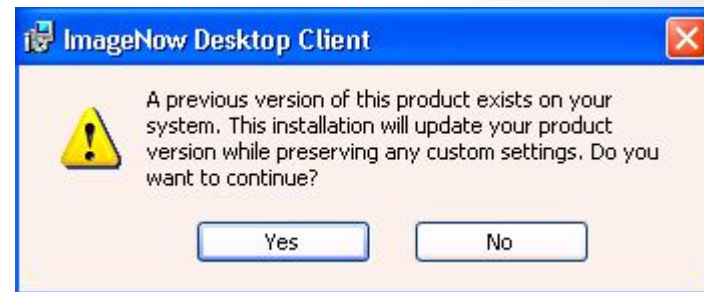 ImageNow Desktop Client
A previous version of this product exists on your
system. This installation will update your product
version while preserving any custom settings. Do you
want to continue?
Yes
No